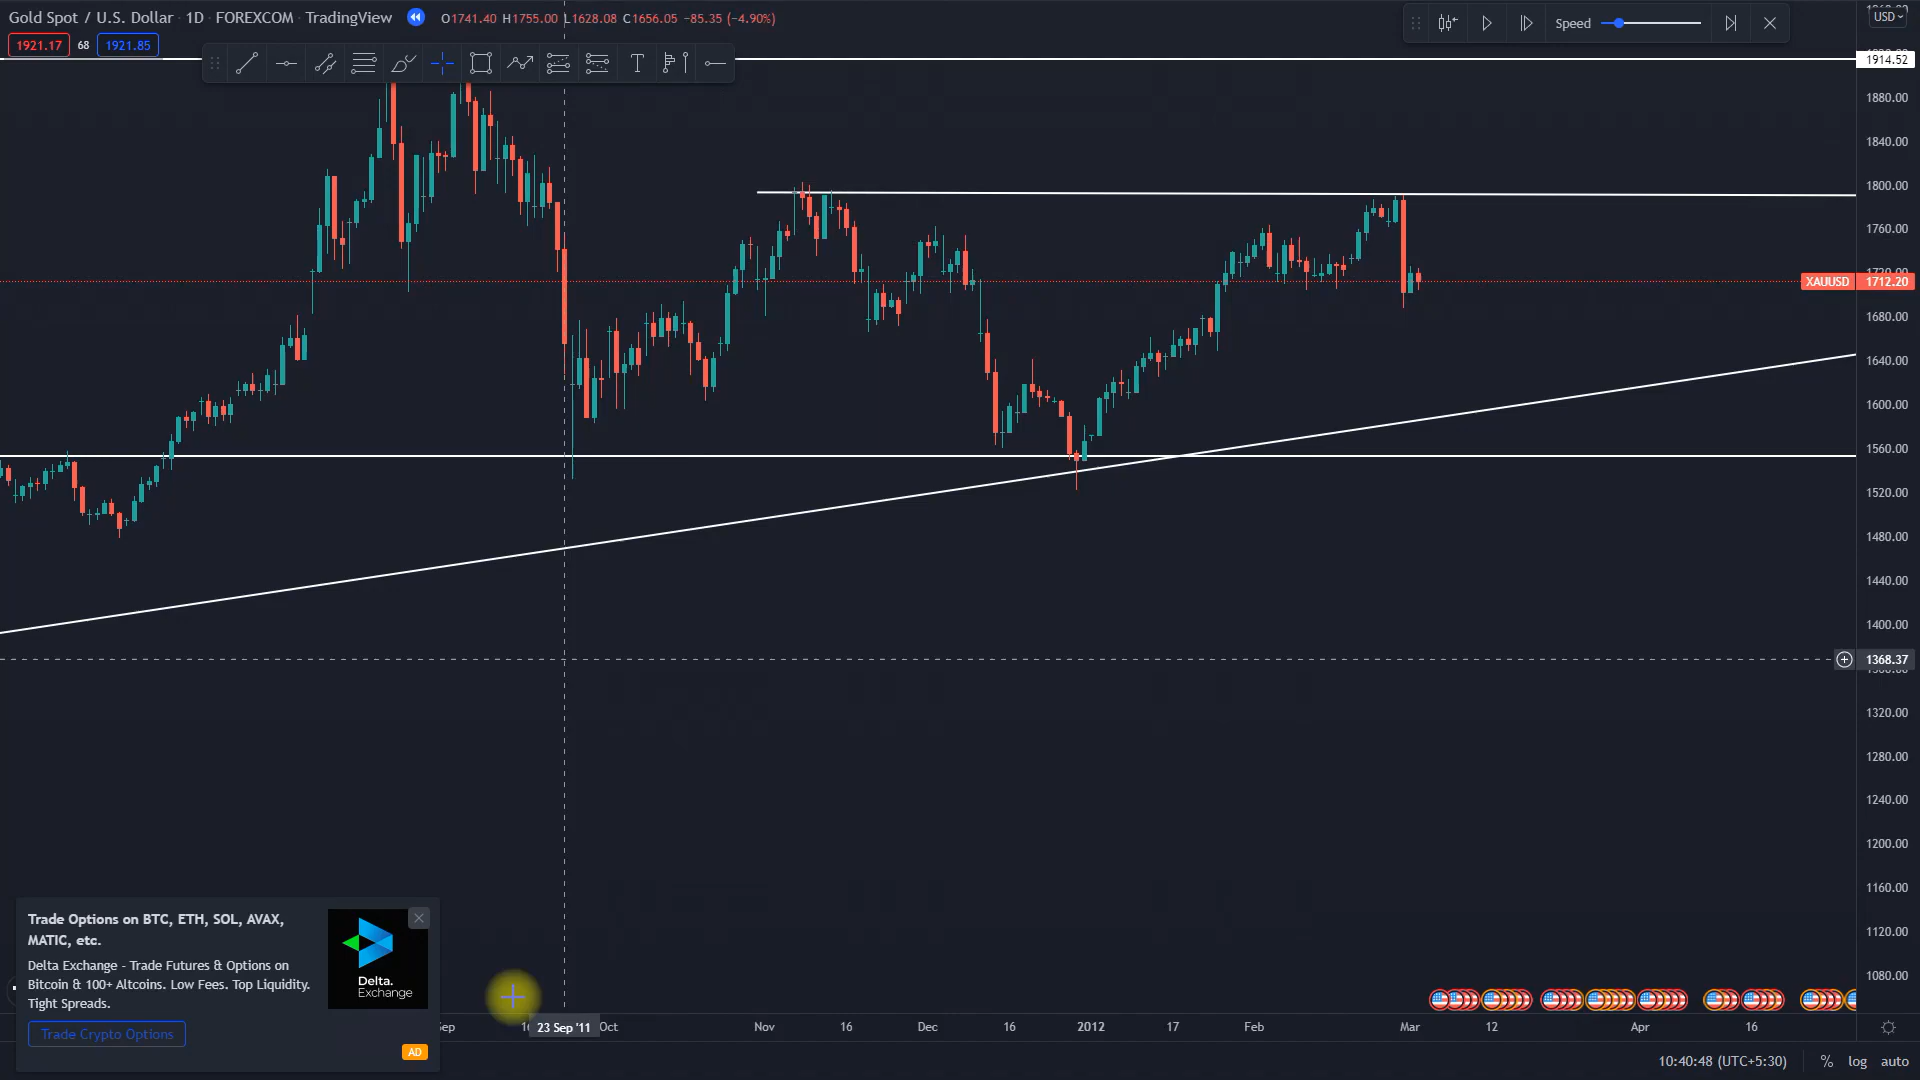 Gold Spot / U.S. Dollar · 1D · FOREXCOM · TradingView
O1741.40 H1755.00 L1628.08 C1656.05 −85.35 (−4.90%)
Speed
USD
1921.17 68 1921.85
1914.52
1880.00
1840.00
1800.00
1760.00
1720.00
XAUUSD 1712.20
1680.00
1640.00
1600.00
1560.00
1520.00
1480.00
1440.00
1400.00
1368.37
1320.00
1280.00
1240.00
1200.00
1160.00
1120.00
1080.00
Trade Options on BTC, ETH, SOL, AVAX,
MATIC, etc.
Delta Exchange - Trade Futures & Options on
Bitcoin & 100+ Altcoins. Low Fees. Top Liquidity.
Tight Spreads.
Trade Crypto Options
Delta.
Exchange
AD
23 Sep '11 Oct Nov 16 Dec 16 2012 17 Feb Mar 12 Apr 16
10:40:48 (UTC+5:30) % log auto